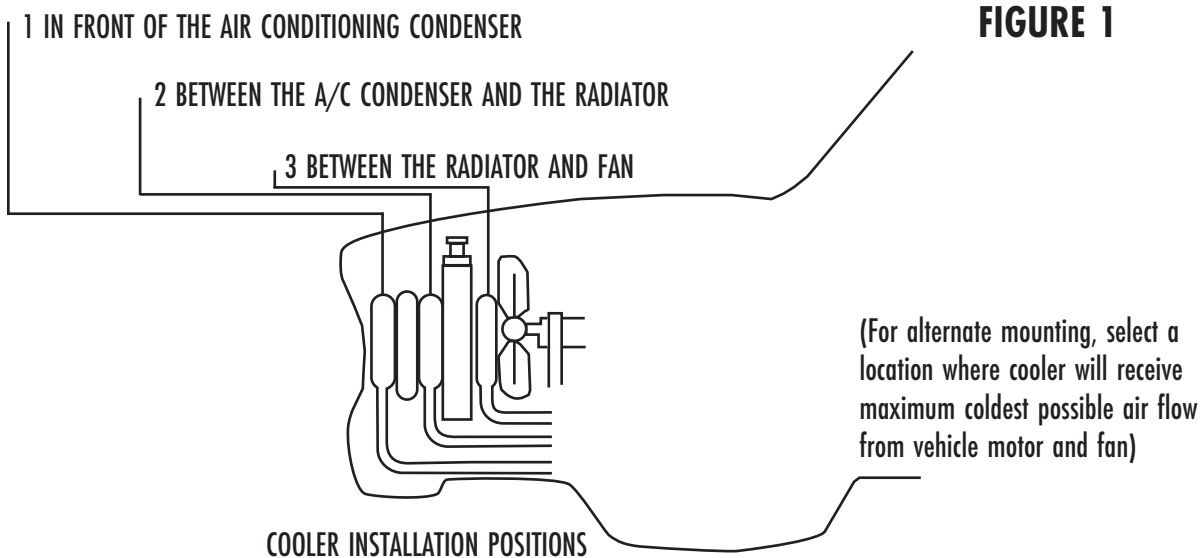 FIGURE 1
1 IN FRONT OF THE AIR CONDITIONING CONDENSER
2 BETWEEN THE A/C CONDENSER AND THE RADIATOR
3 BETWEEN THE RADIATOR AND FAN
(For alternate mounting, select a
location where cooler will receive
maximum coldest possible air flow
from vehicle motor and fan)
COOLER INSTALLATION POSITIONS